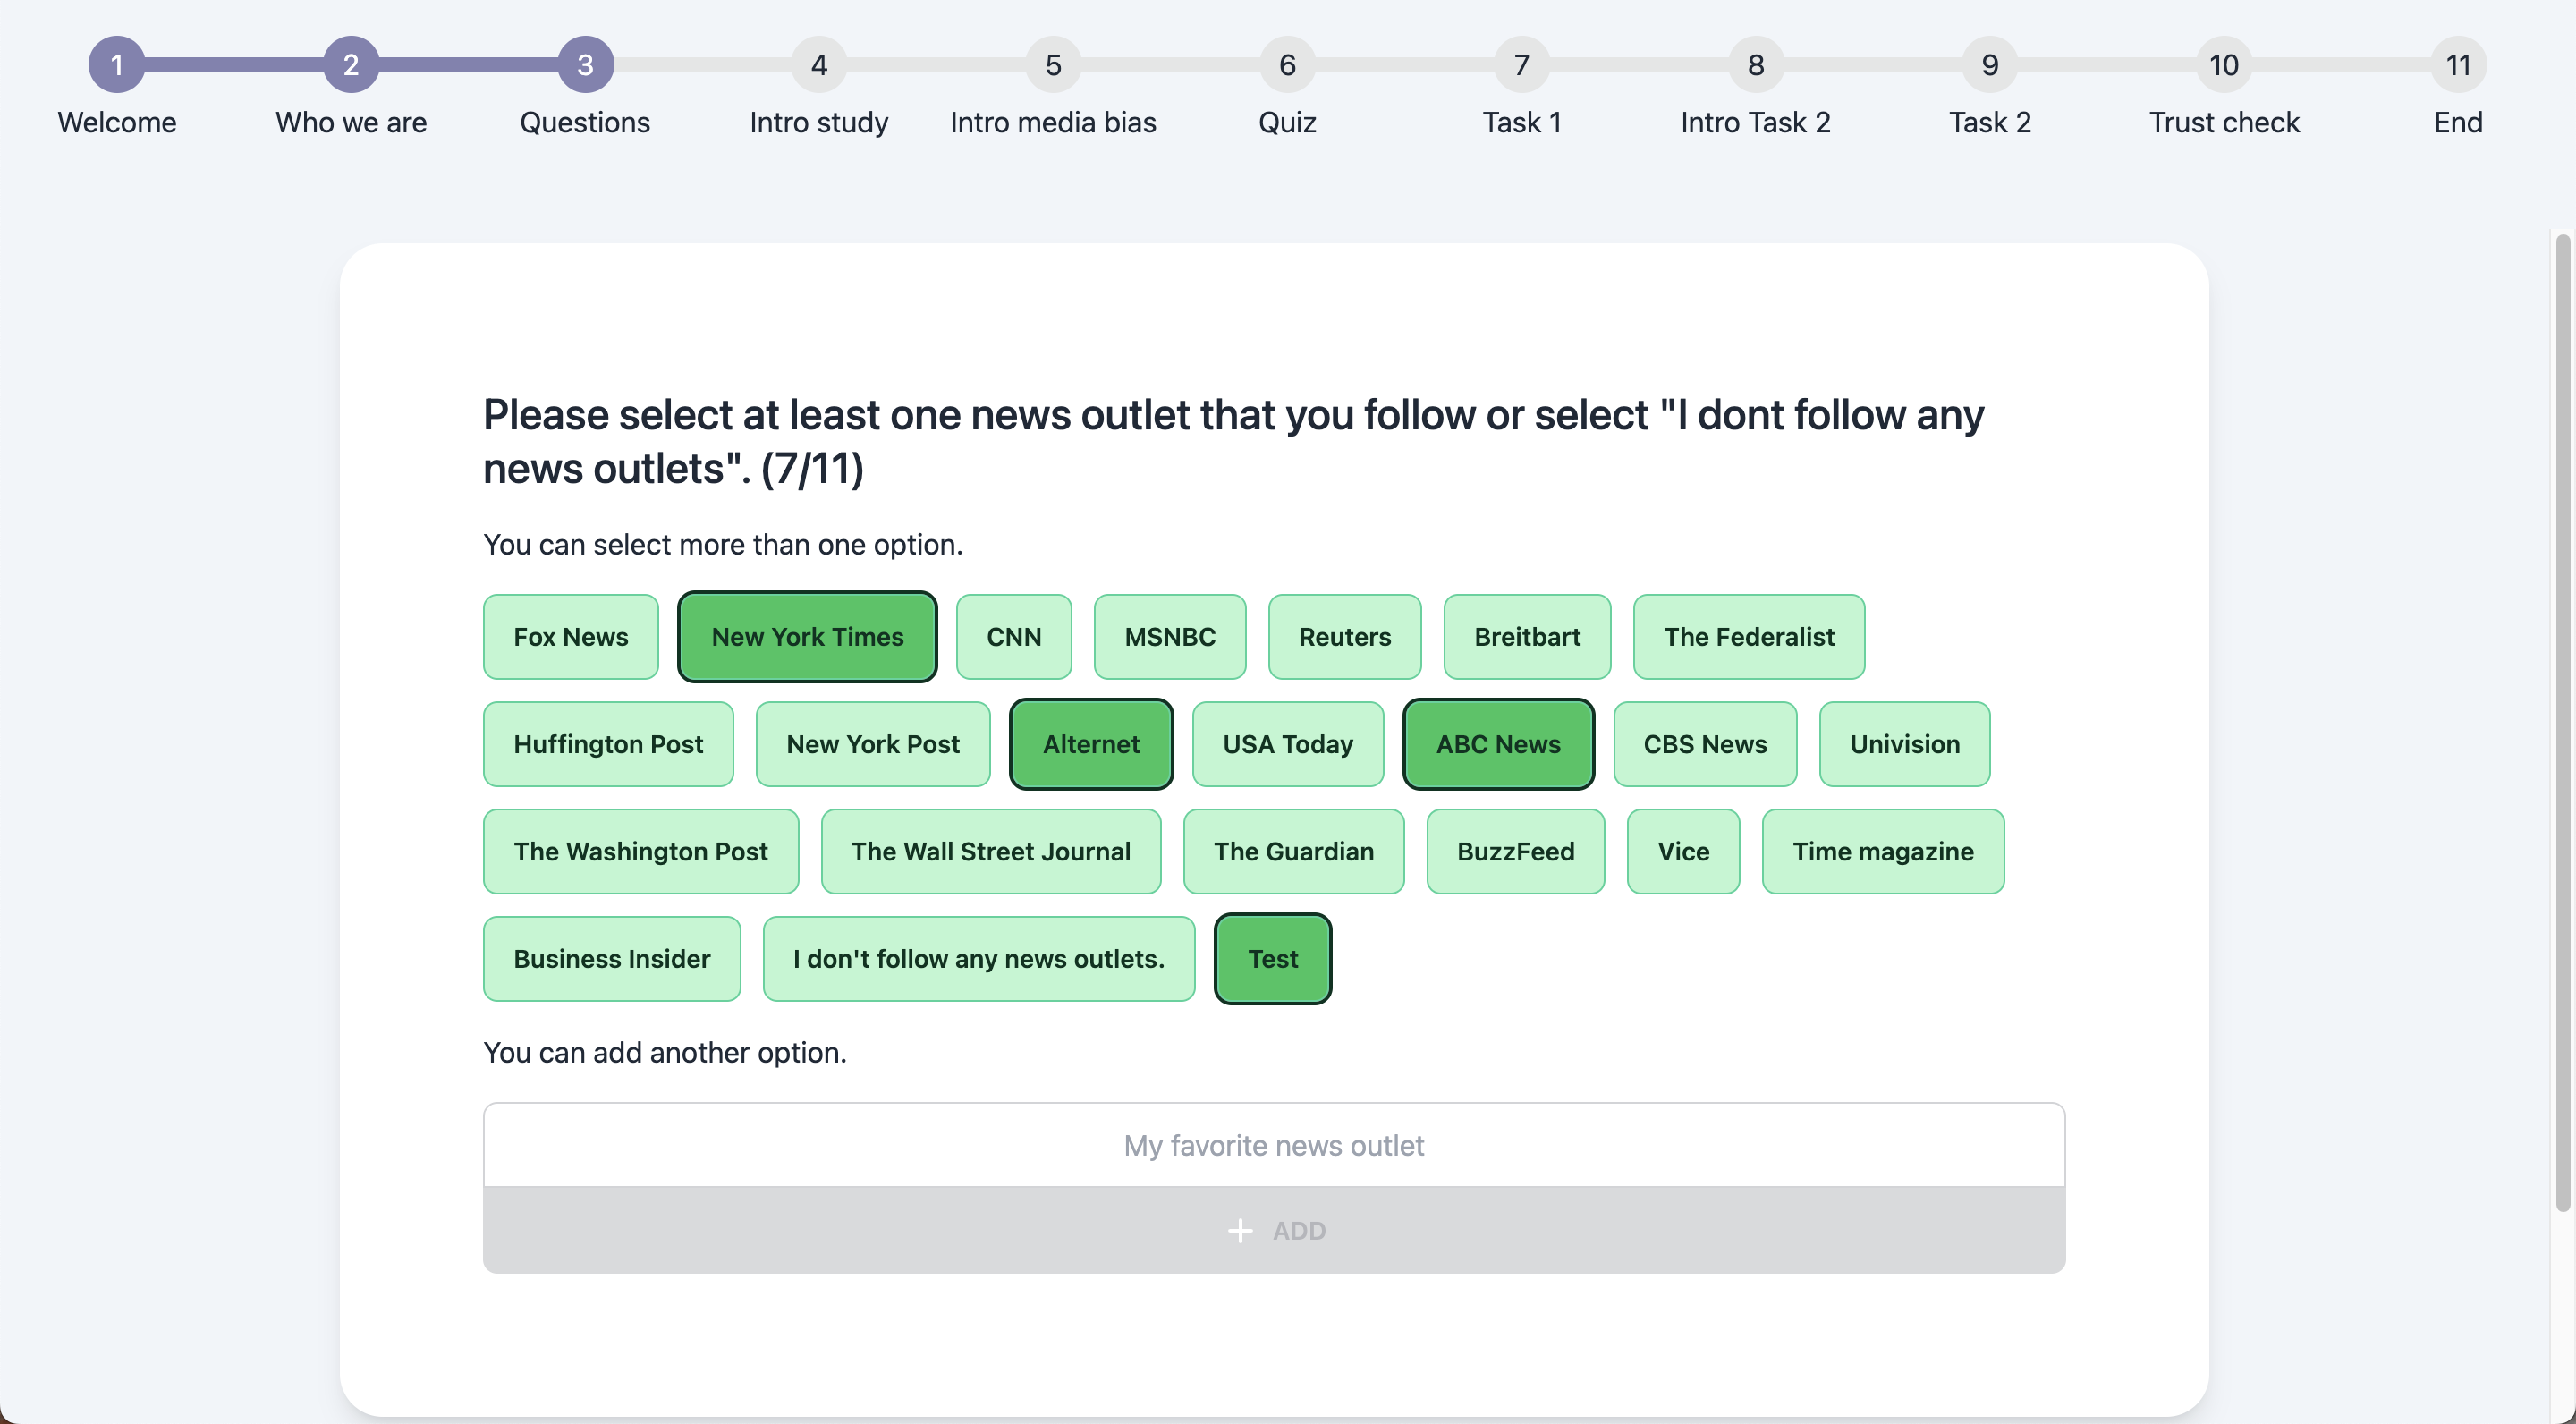 1 2 3 4 5 6 7 8 9 10 11
Welcome Who we are Questions Intro study Intro media bias Quiz Task 1 Intro Task 2 Task 2 Trust check End
Please select at least one news outlet that you follow or select "I dont follow any
news outlets". (7/11)
You can select more than one option.
Fox News New York Times CNN MSNBC Reuters Breitbart The Federalist
Huffington Post New York Post Alternet USA Today ABC News CBS News Univision
The Washington Post The Wall Street Journal The Guardian BuzzFeed Vice Time magazine
Business Insider I don't follow any news outlets. Test
You can add another option.
My favorite news outlet
+ ADD